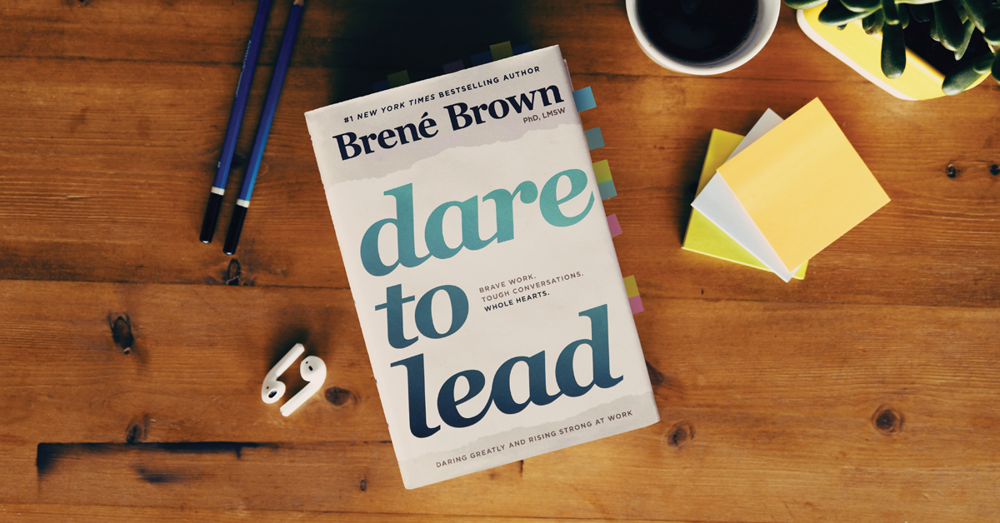 #1 NEW YORK TIMES BESTSELLING AUTHOR
Brené Brown
PhD, LMSW
dare
to
BRAVE WORK.
TOUGH CONVERSATIONS.
WHOLE HEARTS.
lead
DARING GREATLY AND RISING STRONG AT WORK